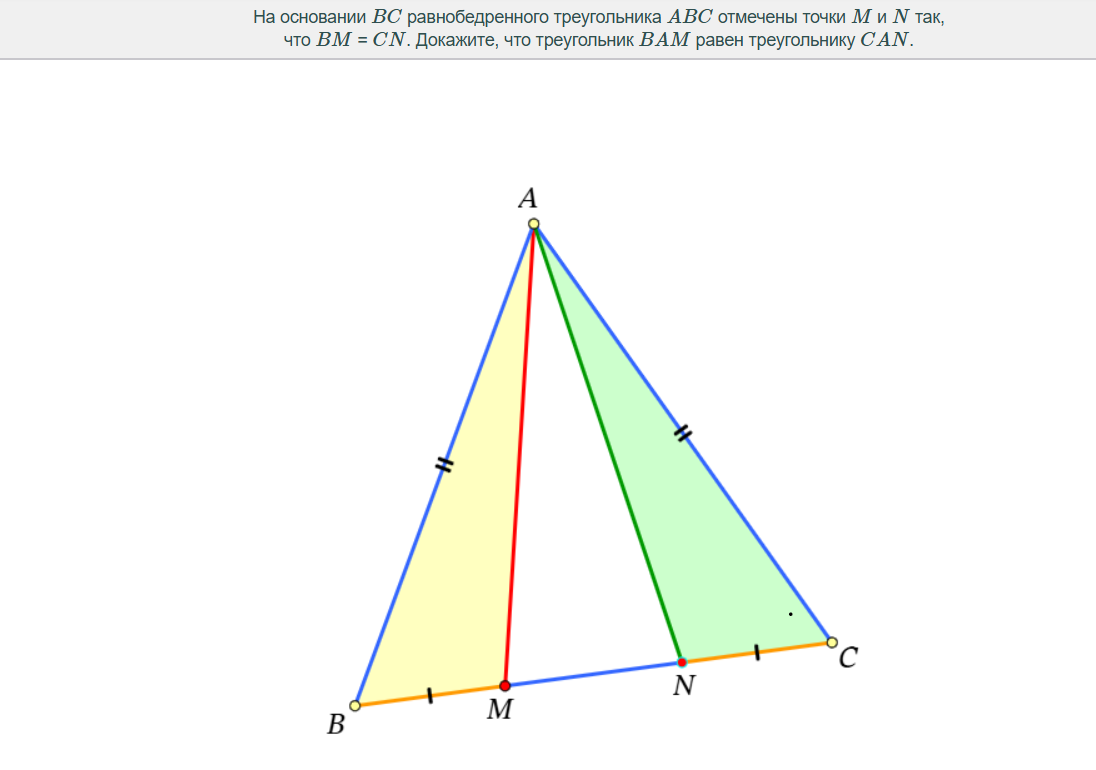 На основании BC равнобедренного треугольника ABC отмечены точки M и N так,
что BM = CN. Докажите, что треугольник BAM равен треугольнику CAN.
A
C
N
M
B